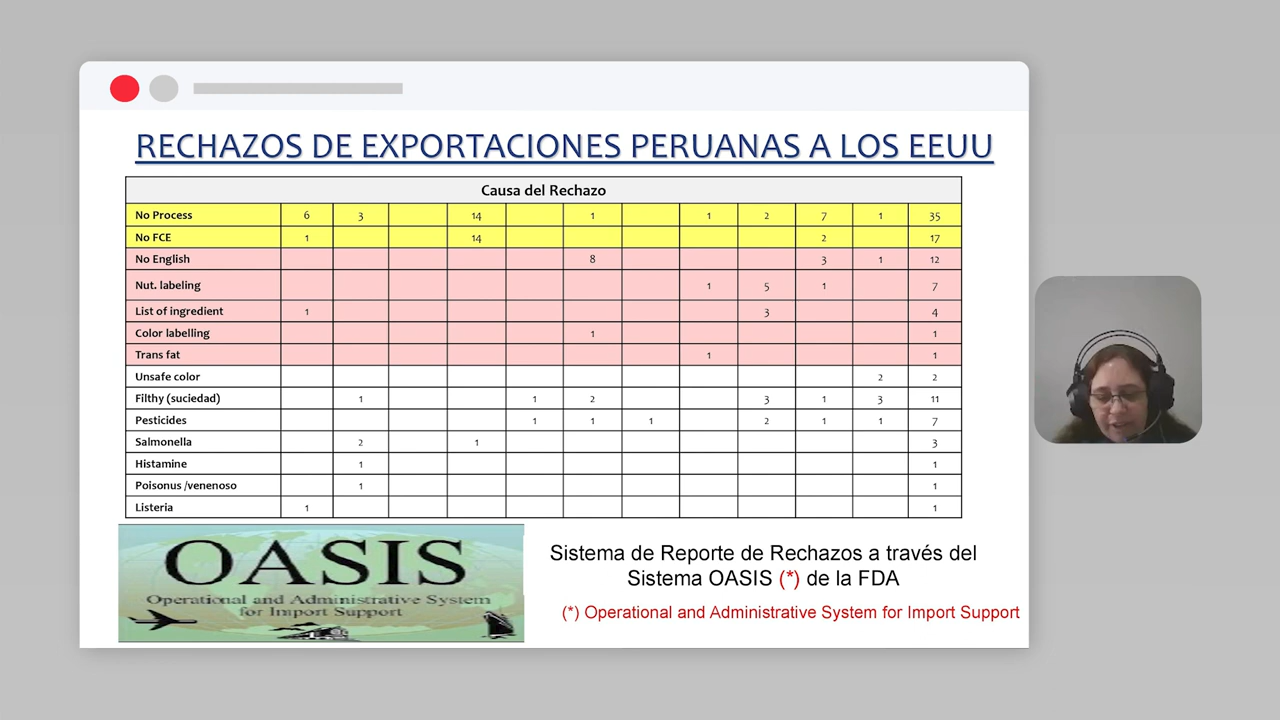 RECHAZOS DE EXPORTACIONES PERUANAS A LOS EEUU
Causa del Rechazo
No Process 6 3 14 1 1 2 7 1 35
No FCE 1 14 2 17
No English 8 3 1 12
Nut. labeling 1 5 1 7
List of ingredient 1 3 4
Color labelling 1 1
Trans fat 1 1
Unsafe color 2 2
Filthy (suciedad) 1 1 2 3 1 3 11
Pesticides 1 1 1 2 1 1 7
Salmonella 2 1 3
Histamine 1 1
Poisonus /venenoso 1 1
Listeria 1 1
OASIS
Operational and Administrative System
for Import Support
Sistema de Reporte de Rechazos a través del
Sistema OASIS (*) de la FDA
(*) Operational and Administrative System for Import Support